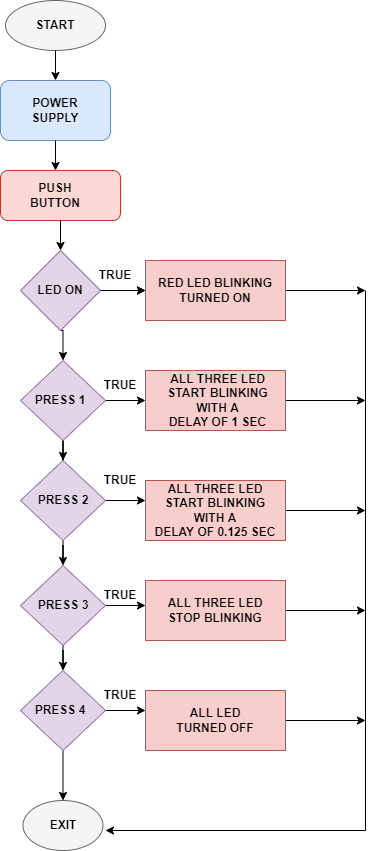 START
POWER
SUPPLY
PUSH
BUTTON
LED ON
TRUE
RED LED BLINKING
TURNED ON
PRESS 1
TRUE
ALL THREE LED
START BLINKING
WITH A
DELAY OF 1 SEC
PRESS 2
TRUE
ALL THREE LED
START BLINKING
WITH A
DELAY OF 0.125 SEC
PRESS 3
TRUE
ALL THREE LED
STOP BLINKING
PRESS 4
TRUE
ALL LED
TURNED OFF
EXIT